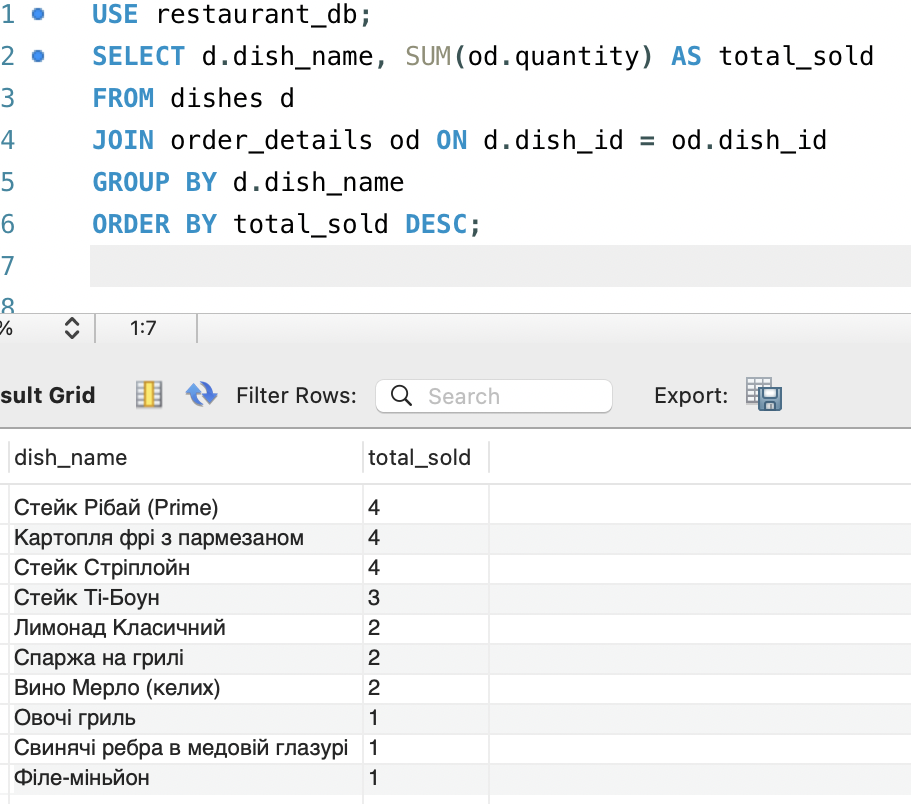 1 USE restaurant_db;
2 SELECT d.dish_name, SUM(od.quantity) AS total_sold
3 FROM dishes d
4 JOIN order_details od ON d.dish_id = od.dish_id
5 GROUP BY d.dish_name
6 ORDER BY total_sold DESC;
7
8
% 1:7
sult Grid Filter Rows: Search Export:
dish_name total_sold
Стейк Рібай (Prime) 4
Картопля фрі з пармезаном 4
Стейк Стріплойн 4
Стейк Ті-Боун 3
Лимонад Класичний 2
Спаржа на грилі 2
Вино Мерло (келих) 2
Овочі гриль 1
Свинячі ребра в медовій глазурі 1
Філе-міньйон 1